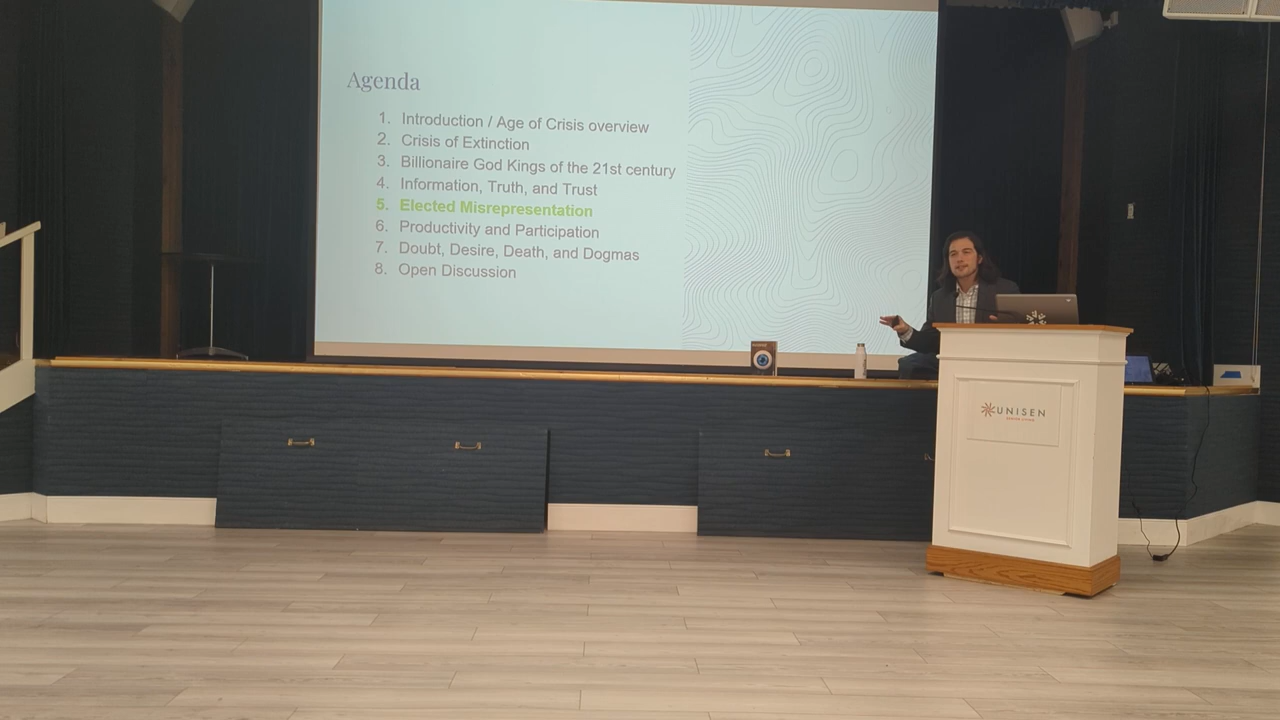 Agenda
1. Introduction / Age of Crisis overview
2. Crisis of Extinction
3. Billionaire God Kings of the 21st century
4. Information, Truth, and Trust
5. Elected Misrepresentation
6. Productivity and Participation
7. Doubt, Desire, Death, and Dogmas
8. Open Discussion
UNISEN